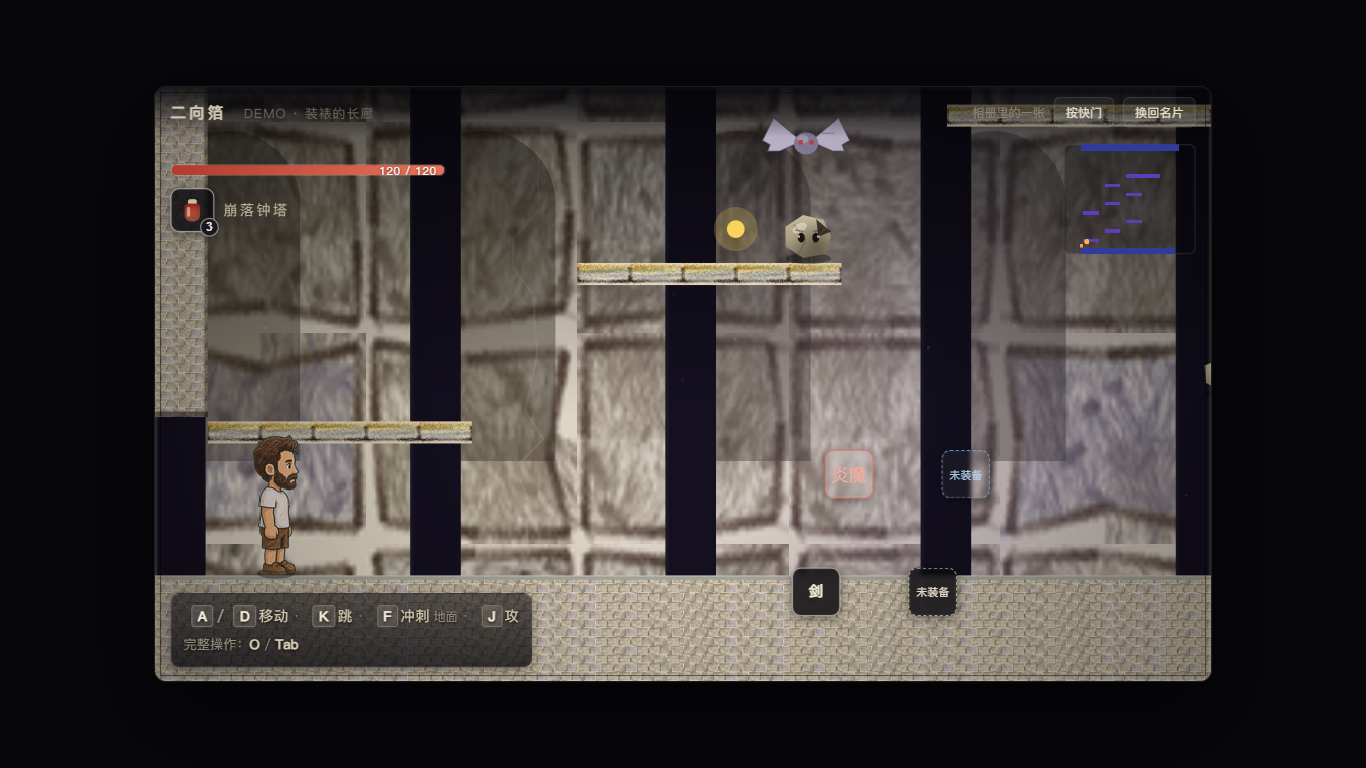 二向箔 DEMO · 装裱的长廊
相册里的一张 按快门 换回名片
120 / 120
3 崩落钟塔
炎魔 未装备
剑 未装备
A / D 移动 · K 跳 · F 冲刺 地面 · J 攻
完整操作: O / Tab